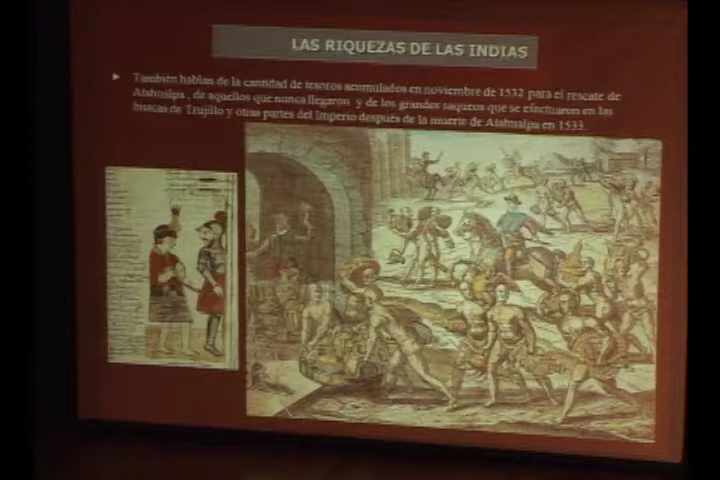 LAS RIQUEZAS DE LAS INDIAS
También hablan de la cantidad de tesoros acumulados en noviembre de 1532 para el rescate de
Atahualpa , de aquellos que nunca llegaron y de los grandes saqueos que se efectuaron en las
huacas de Trujillo y otras partes del Imperio después de la muerte de Atahualpa en 1533.